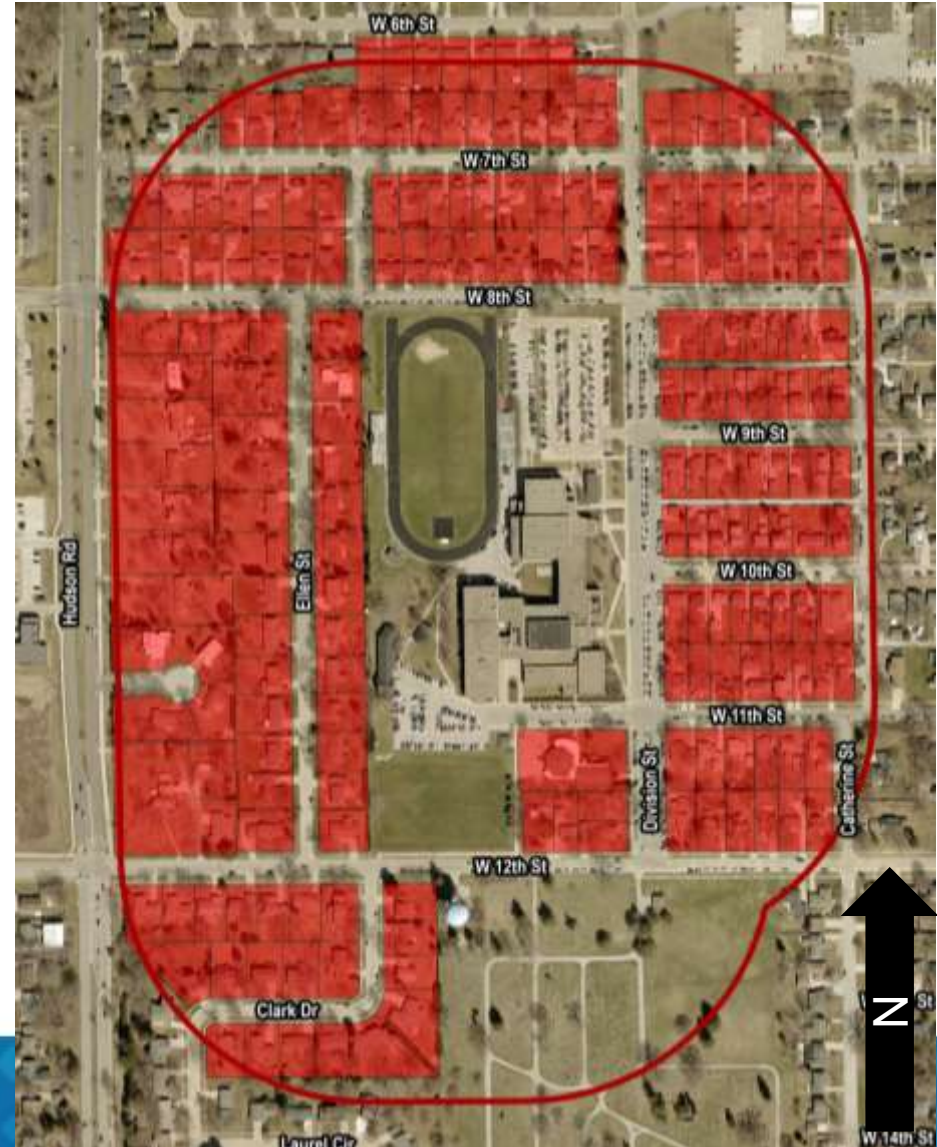 W 6th St
W 7th St
W 8th St
W 9th St
Hudson Rd
Ellen St
W 10th St
W 11th St
Division St
Catherine St
W 12th St
Clark Dr
N
St
Laurel Cir
W 14th St